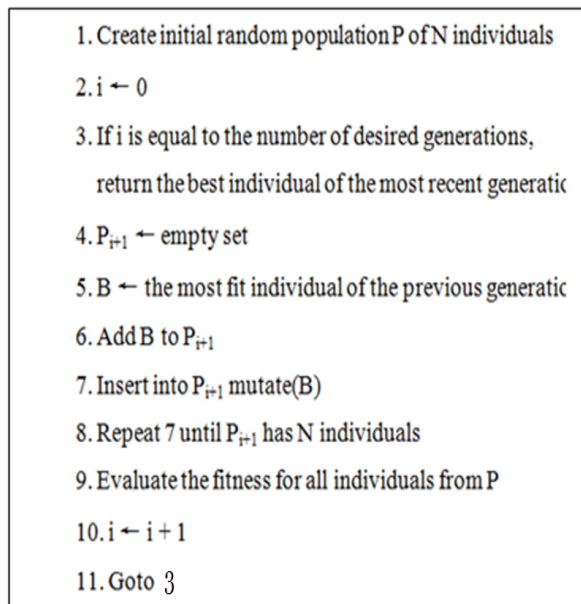 1. Create initial random population P of N individuals
2. i ← 0
3. If i is equal to the number of desired generations,
return the best individual of the most recent generatic
4. Pi+1 ← empty set
5. B ← the most fit individual of the previous generatic
6. Add B to Pi+1
7. Insert into Pi+1 mutate(B)
8. Repeat 7 until Pi+1 has N individuals
9. Evaluate the fitness for all individuals from P
10. i ← i + 1
11. Goto 3